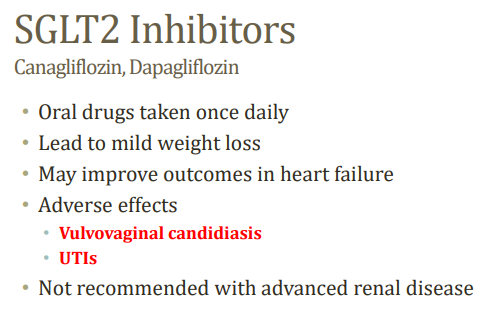 SGLT2 Inhibitors
Canagliflozin, Dapagliflozin
• Oral drugs taken once daily
• Lead to mild weight loss
• May improve outcomes in heart failure
• Adverse effects
• Vulvovaginal candidiasis
• UTIs
• Not recommended with advanced renal disease